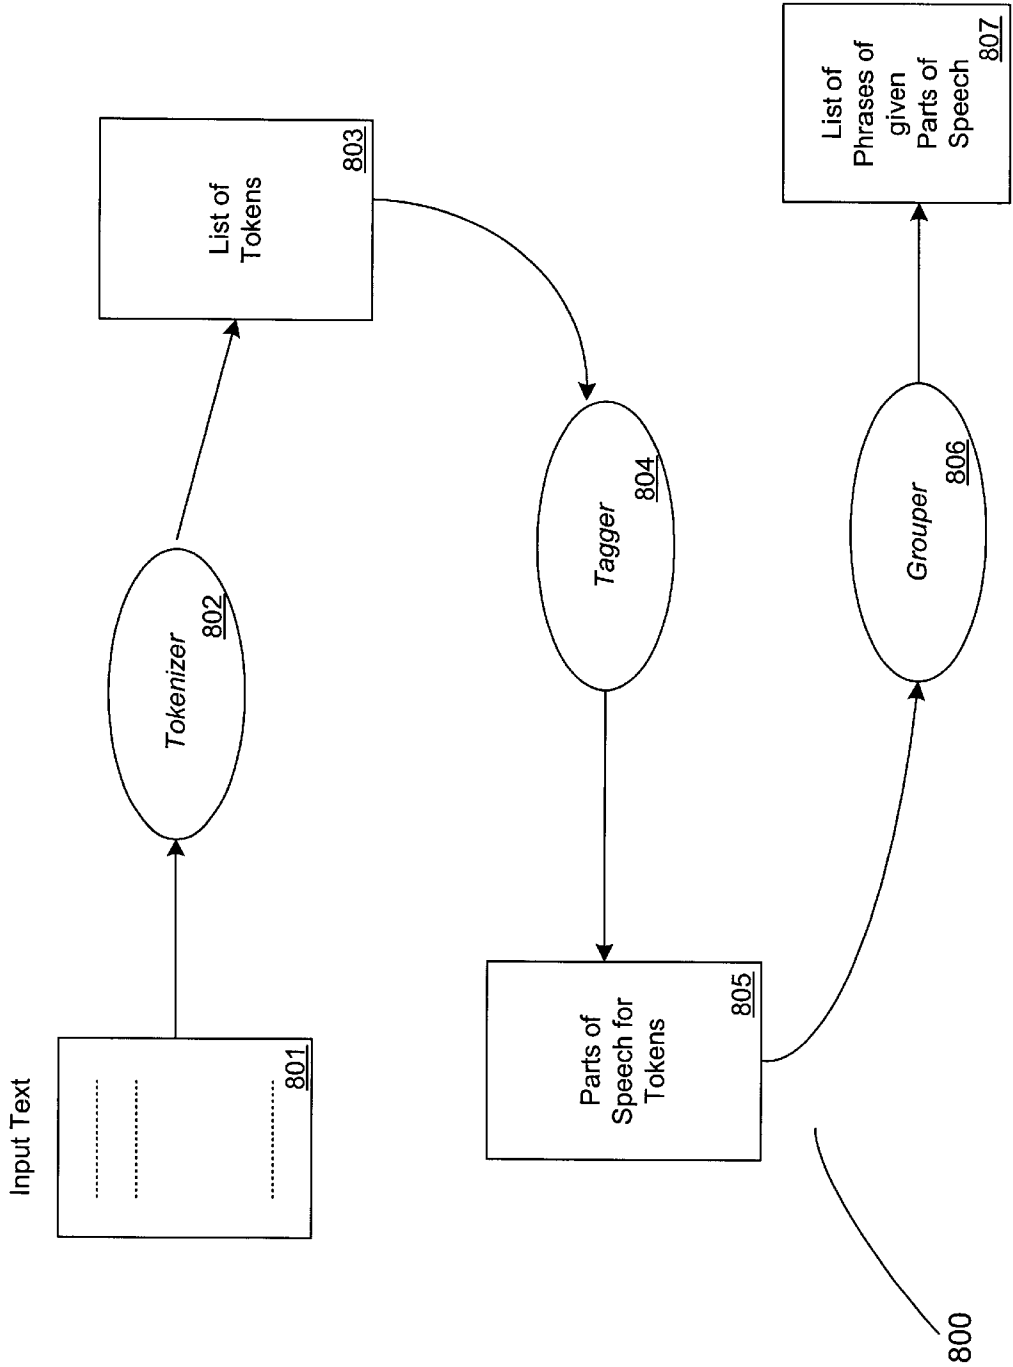 Input Text
801
Tokenizer
802
List of
Tokens
803
Tagger
804
Parts of
Speech for
Tokens
805
Grouper
806
List of
Phrases of
given
Parts of
Speech
807
800